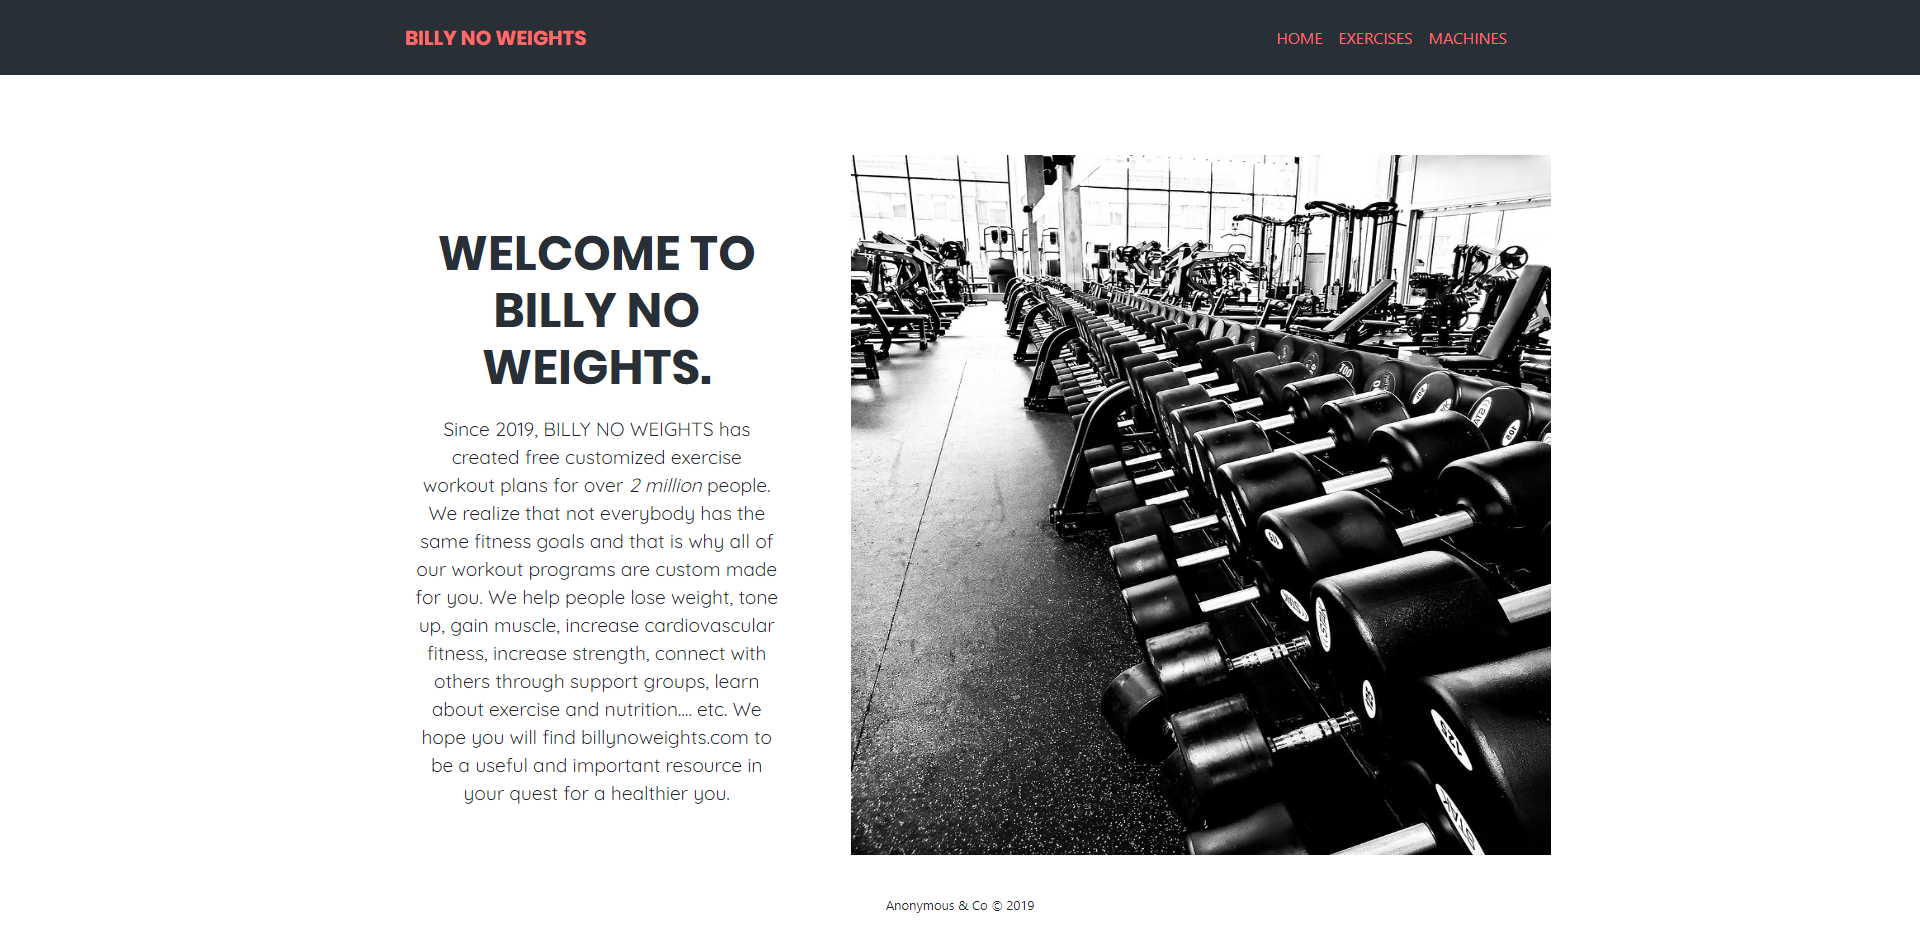 BILLY NO WEIGHTS
HOME EXERCISES MACHINES
WELCOME TO
BILLY NO
WEIGHTS.
Since 2019, BILLY NO WEIGHTS has
created free customized exercise
workout plans for over 2 million people.
We realize that not everybody has the
same fitness goals and that is why all of
our workout programs are custom made
for you. We help people lose weight, tone
up, gain muscle, increase cardiovascular
fitness, increase strength, connect with
others through support groups, learn
about exercise and nutrition.... etc. We
hope you will find billynoweights.com to
be a useful and important resource in
your quest for a healthier you.
Anonymous & Co © 2019